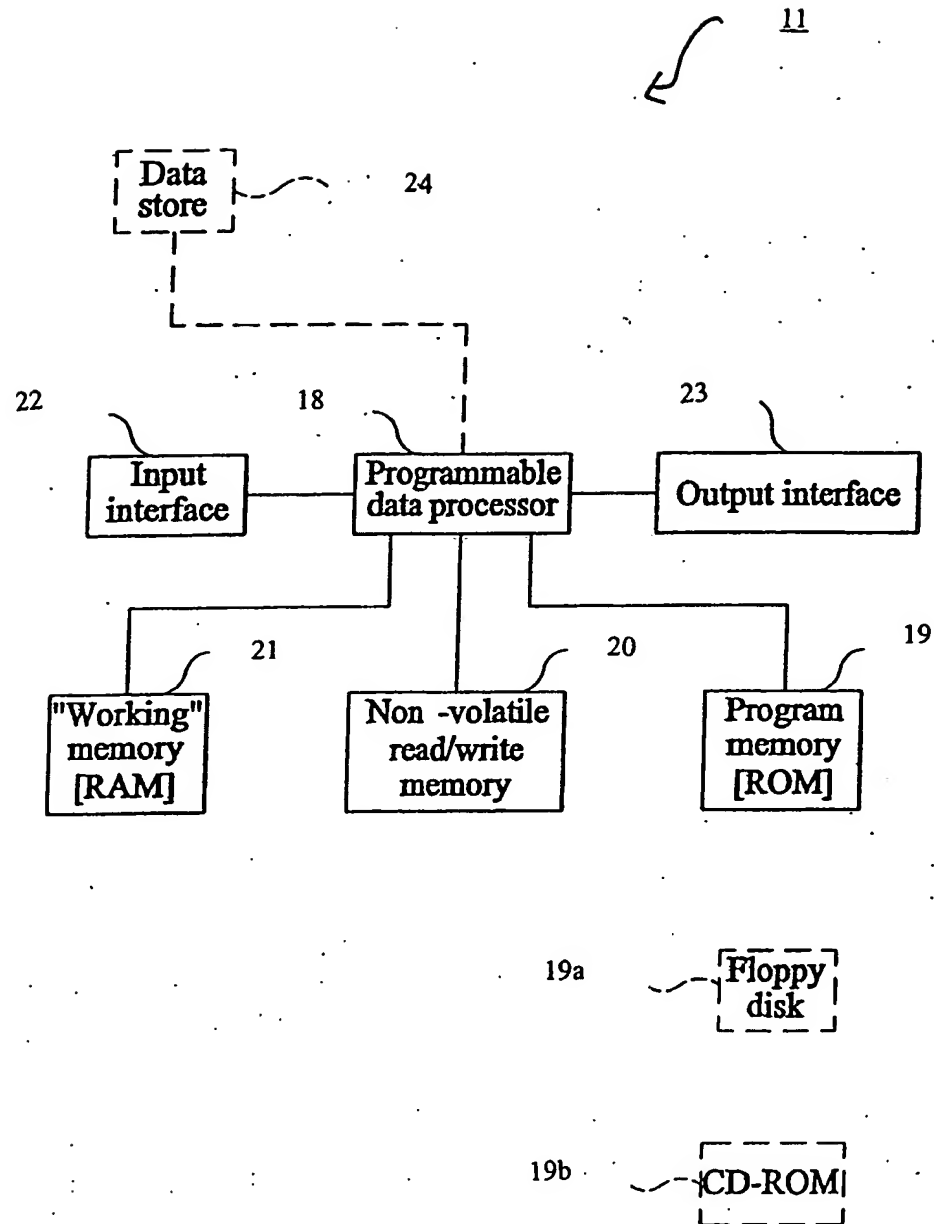 11
Data
store
24
22
18
23
Input
interface
Programmable
data processor
Output interface
21
20
19
"Working"
memory
[RAM]
Non -volatile
read/write
memory
Program
memory
[ROM]
19a
Floppy
disk
19b
CD-ROM